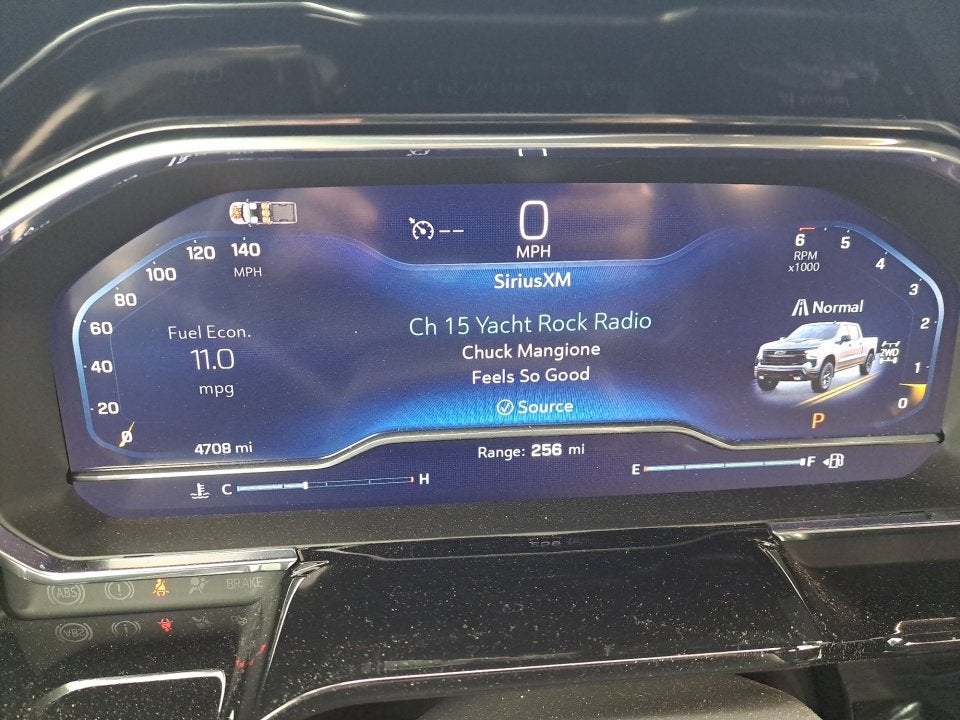 0
MPH
SiriusXM
Ch 15 Yacht Rock Radio
Chuck Mangione
Feels So Good
Source
140
120
100
80
60
40
20
0
MPH
Fuel Econ.
11.0
mpg
6
5
4
3
2
1
0
RPM
x1000
Normal
2WD
P
4708 mi
Range: 256 mi
C H
E F
ABS BRAKE